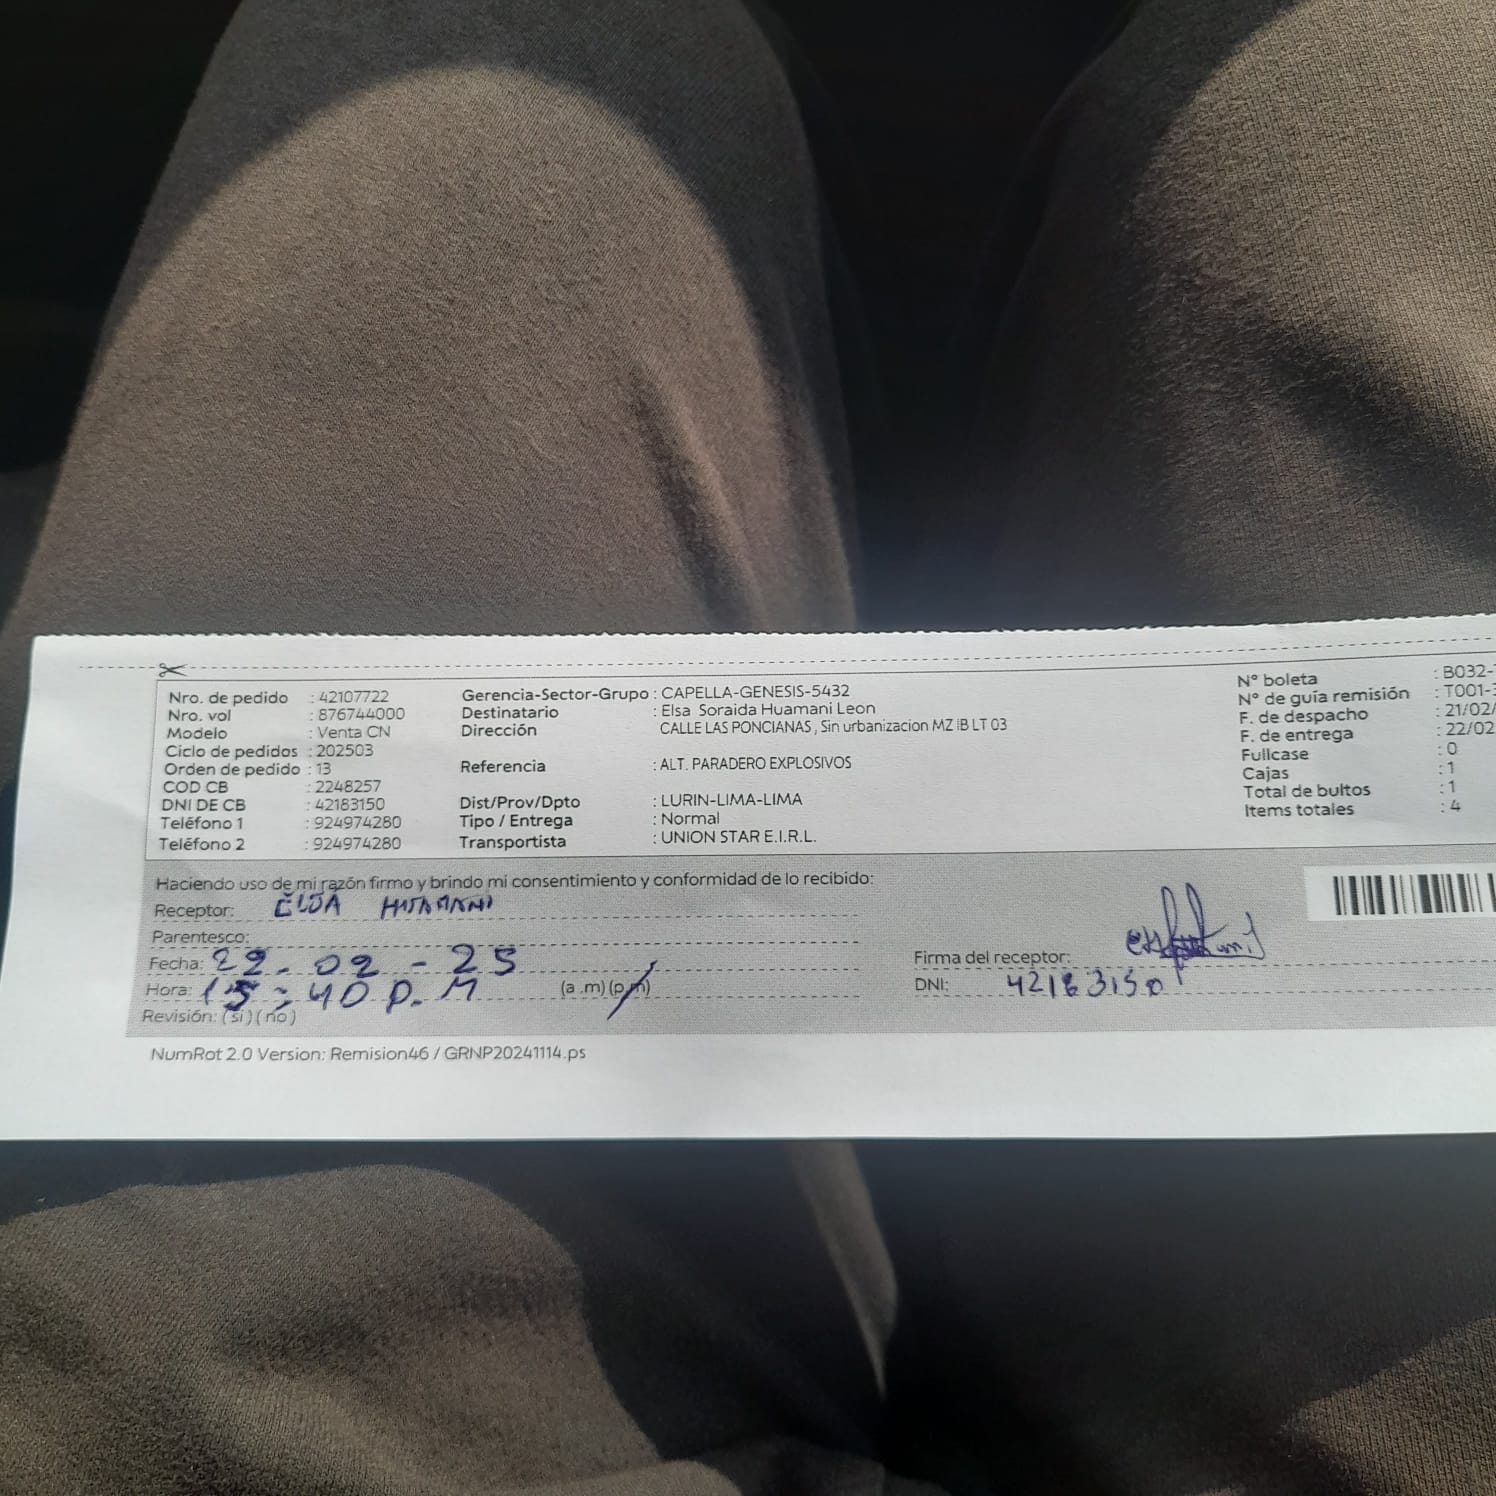 Nro. de pedido : 42107722
Nro. vol : 876744000
Modelo : Venta CN
Ciclo de pedidos : 202503
Orden de pedido : 13
COD CB : 2248257
DNI DE CB : 42183150
Teléfono 1 : 924974280
Teléfono 2 : 924974280
Gerencia-Sector-Grupo : CAPELLA-GENESIS-5432
Destinatario : Elsa Soraida Huamani Leon
Dirección CALLE LAS PONCIANAS , Sin urbanizacion MZ IB LT 03
Referencia : ALT. PARADERO EXPLOSIVOS
Dist/Prov/Dpto : LURIN-LIMA-LIMA
Tipo / Entrega : Normal
Transportista : UNION STAR E.I.R.L.
N° boleta : B032-
N° de guía remisión : T001-
F. de despacho : 21/02/
F. de entrega : 22/02
Fullcase : 0
Cajas : 1
Total de bultos : 1
Items totales : 4
Haciendo uso de mi razón firmo y brindo mi consentimiento y conformidad de lo recibido:
Receptor: ELSA HUAMANI
Parentesco:
Fecha: 22 - 02 - 25
Hora: 15:40 P.M (a.m) (p.m)
Revisión: ( si ) ( no )
Firma del receptor:
DNI: 42183150
NumRot 2.0 Version: Remision46 / GRNP20241114.ps